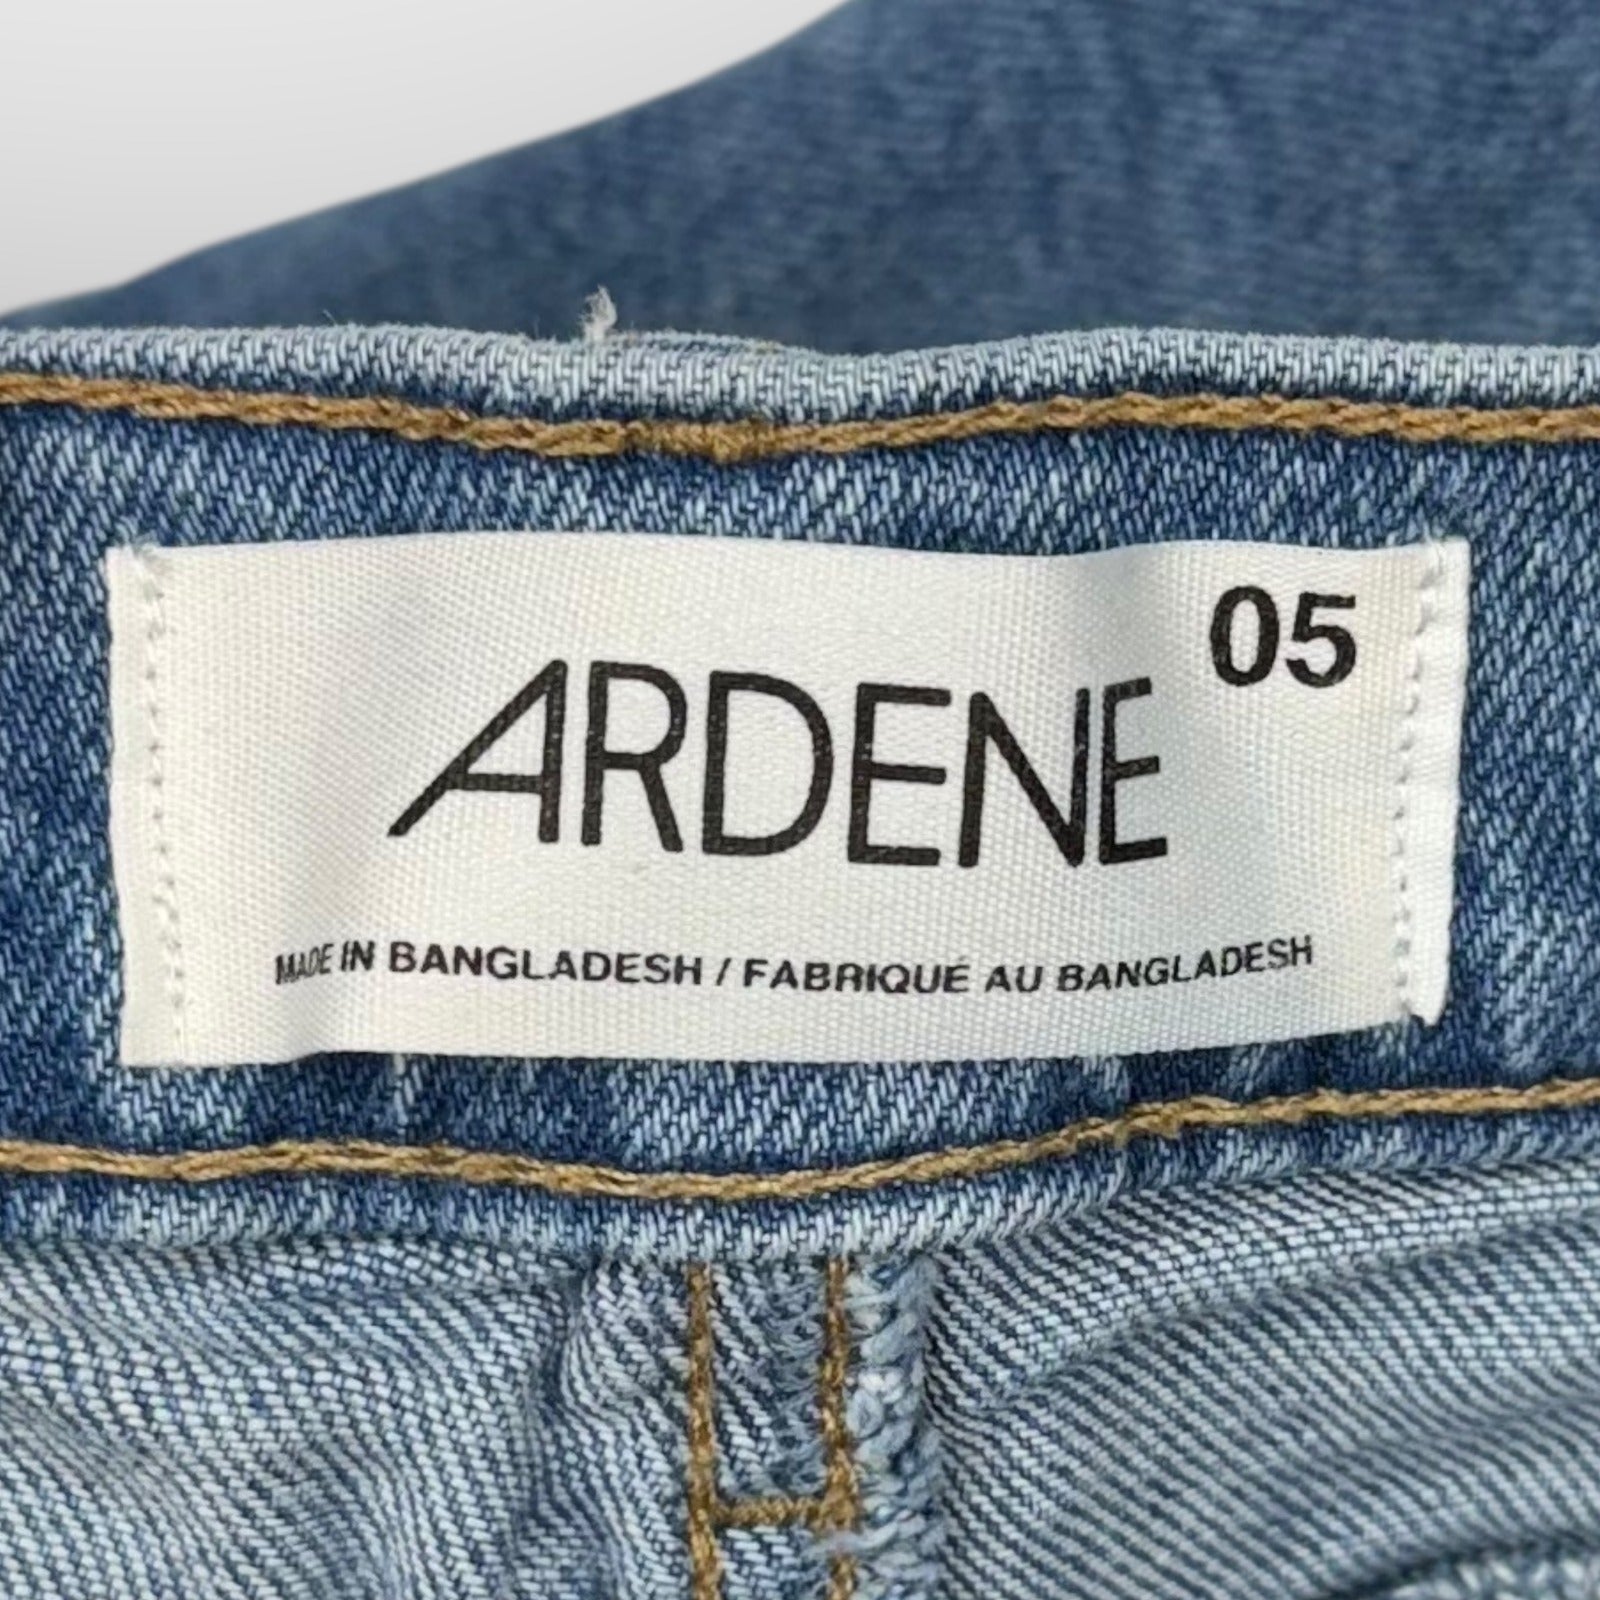 05
ARDENE
MADE IN BANGLADESH / FABRIQUÉ AU BANGLADESH